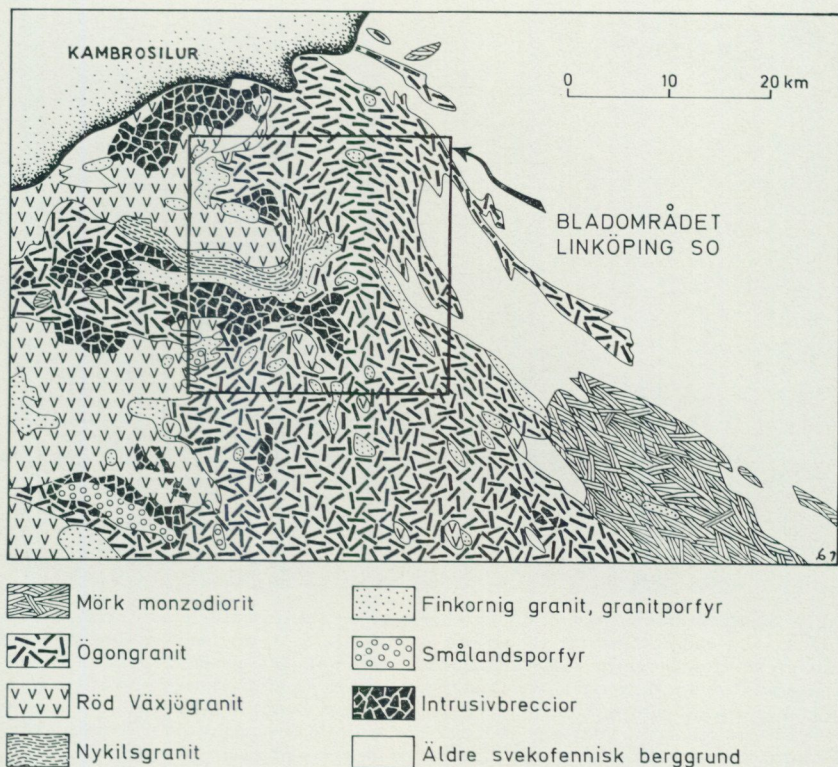 KAMBROSILUR
0 10 20 km
BLADOMRÅDET
LINKÖPING SO
Mörk monzodiorit
Ögongranit
Röd Växjögranit
Nykilsgranit
Finkornig granit, granitporfyr
Smålandsporfyr
Intrusivbreccior
Äldre svekofennisk berggrund